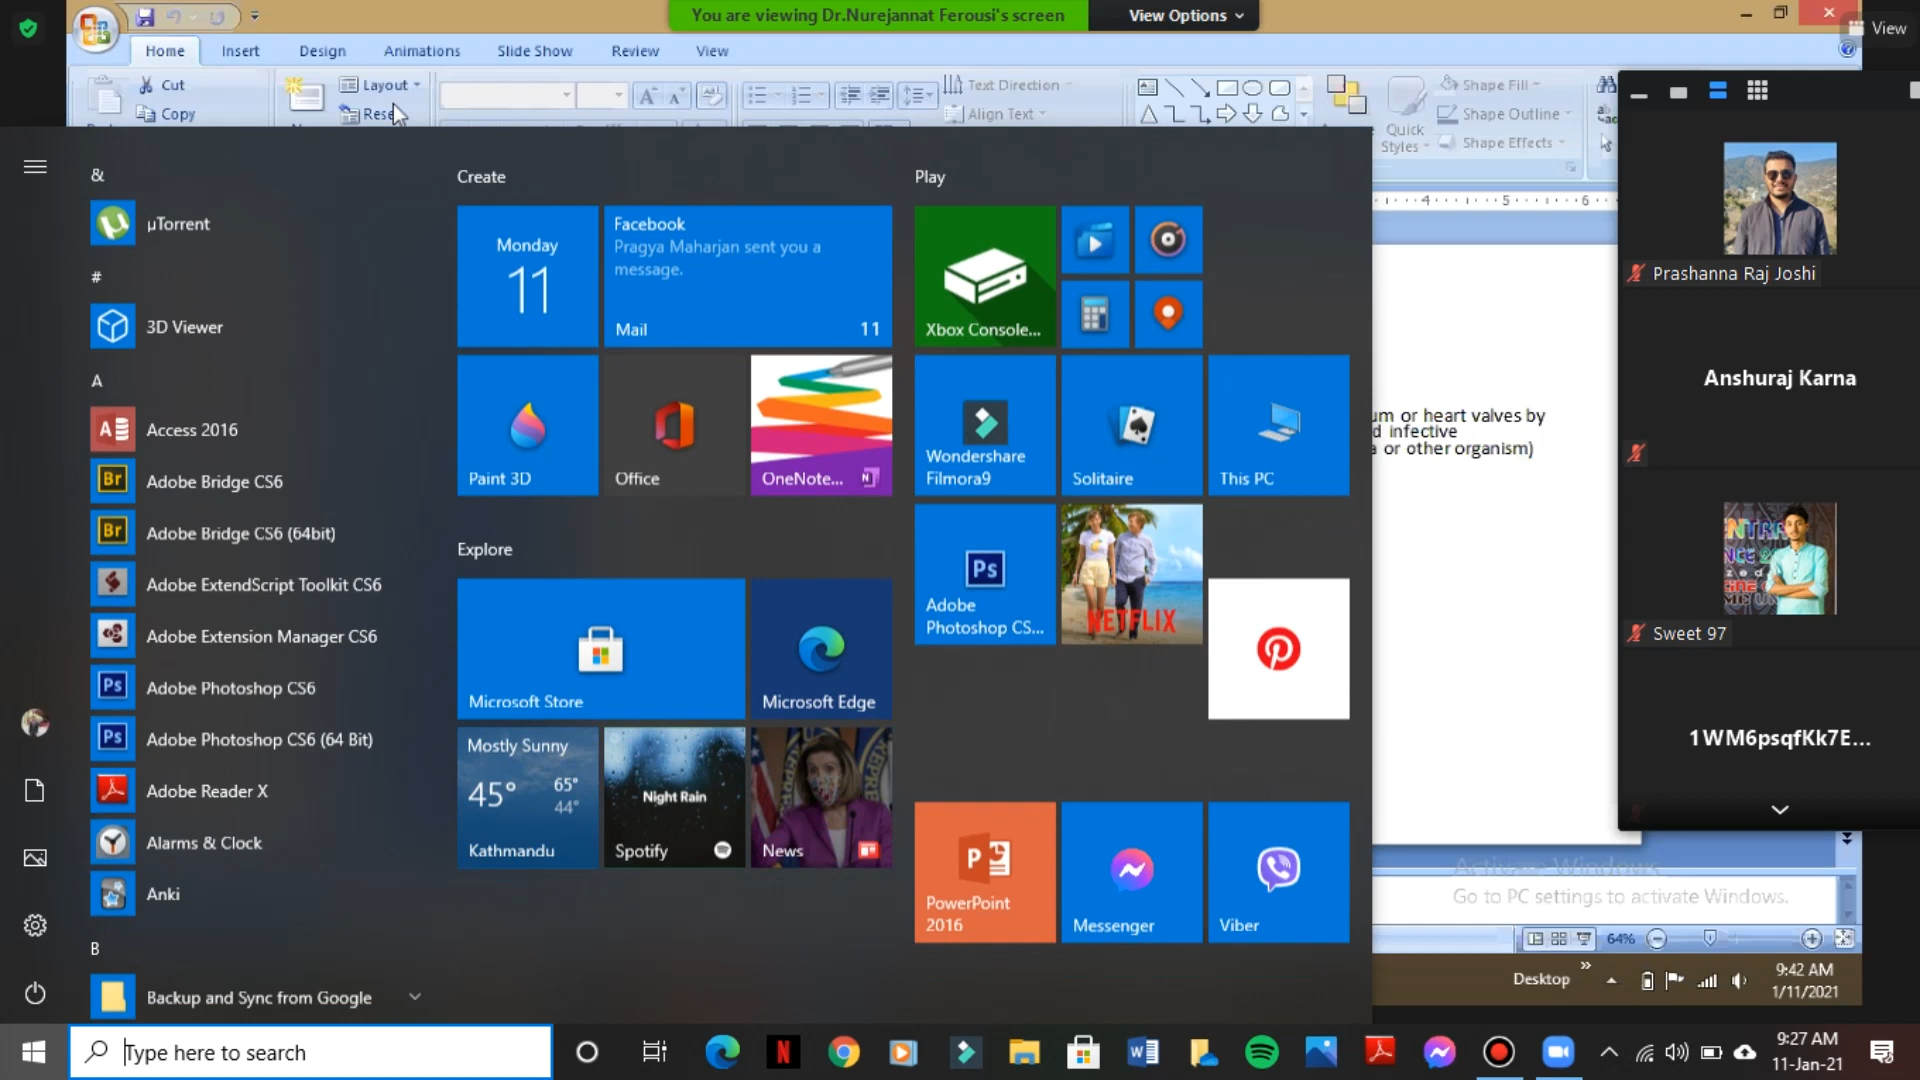 You are viewing Dr.Nurejannat Ferousi's screen
View Options
View
Home
Insert
Design
Animations
Slide Show
Review
View
Cut
Copy
Layout
Text Direction
Align Text
Quick
Styles
Shape Fill
Shape Outline
Shape Effects
&
µTorrent
#
3D Viewer
A
Access 2016
Adobe Bridge CS6
Adobe Bridge CS6 (64bit)
Adobe ExtendScript Toolkit CS6
Adobe Extension Manager CS6
Adobe Photoshop CS6
Adobe Photoshop CS6 (64 Bit)
Adobe Reader X
Alarms & Clock
Anki
B
Backup and Sync from Google
Create
Monday
11
Facebook
Pragya Maharjan sent you a
message.
Mail
11
Paint 3D
Office
OneNote...
Explore
Microsoft Store
Microsoft Edge
Mostly Sunny
45°
65°
44°
Kathmandu
Night Rain
Spotify
News
Play
Xbox Console...
Wondershare
Filmora9
Solitaire
This PC
Adobe
Photoshop CS...
NETFLIX
PowerPoint
2016
Messenger
Viber
4
5
6
um or heart valves by
d infective
or other organism)
Prashanna Raj Joshi
Anshuraj Karna
Sweet 97
1WM6psqfKk7E...
Activate Windows
Go to PC settings to activate Windows.
64%
Desktop
9:42 AM
1/11/2021
Type here to search
9:27 AM
11-Jan-21